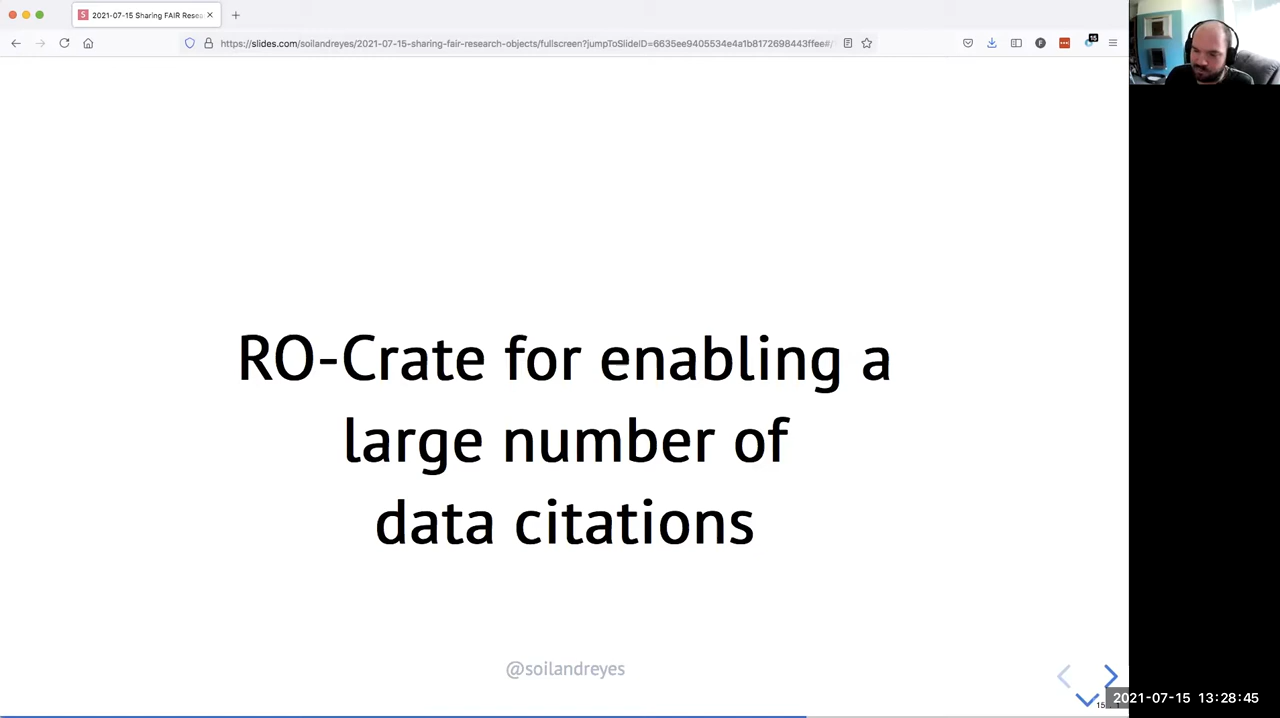 2021-07-15 Sharing FAIR Resea
https://slides.com/soilandreyes/2021-07-15-sharing-fair-research-objects/fullscreen?jumpToSlideID=6635ee9405534e4a1b8172698443ffee#/
15
RO-Crate for enabling a
large number of
data citations
@soilandreyes
2021-07-15 13:28:45